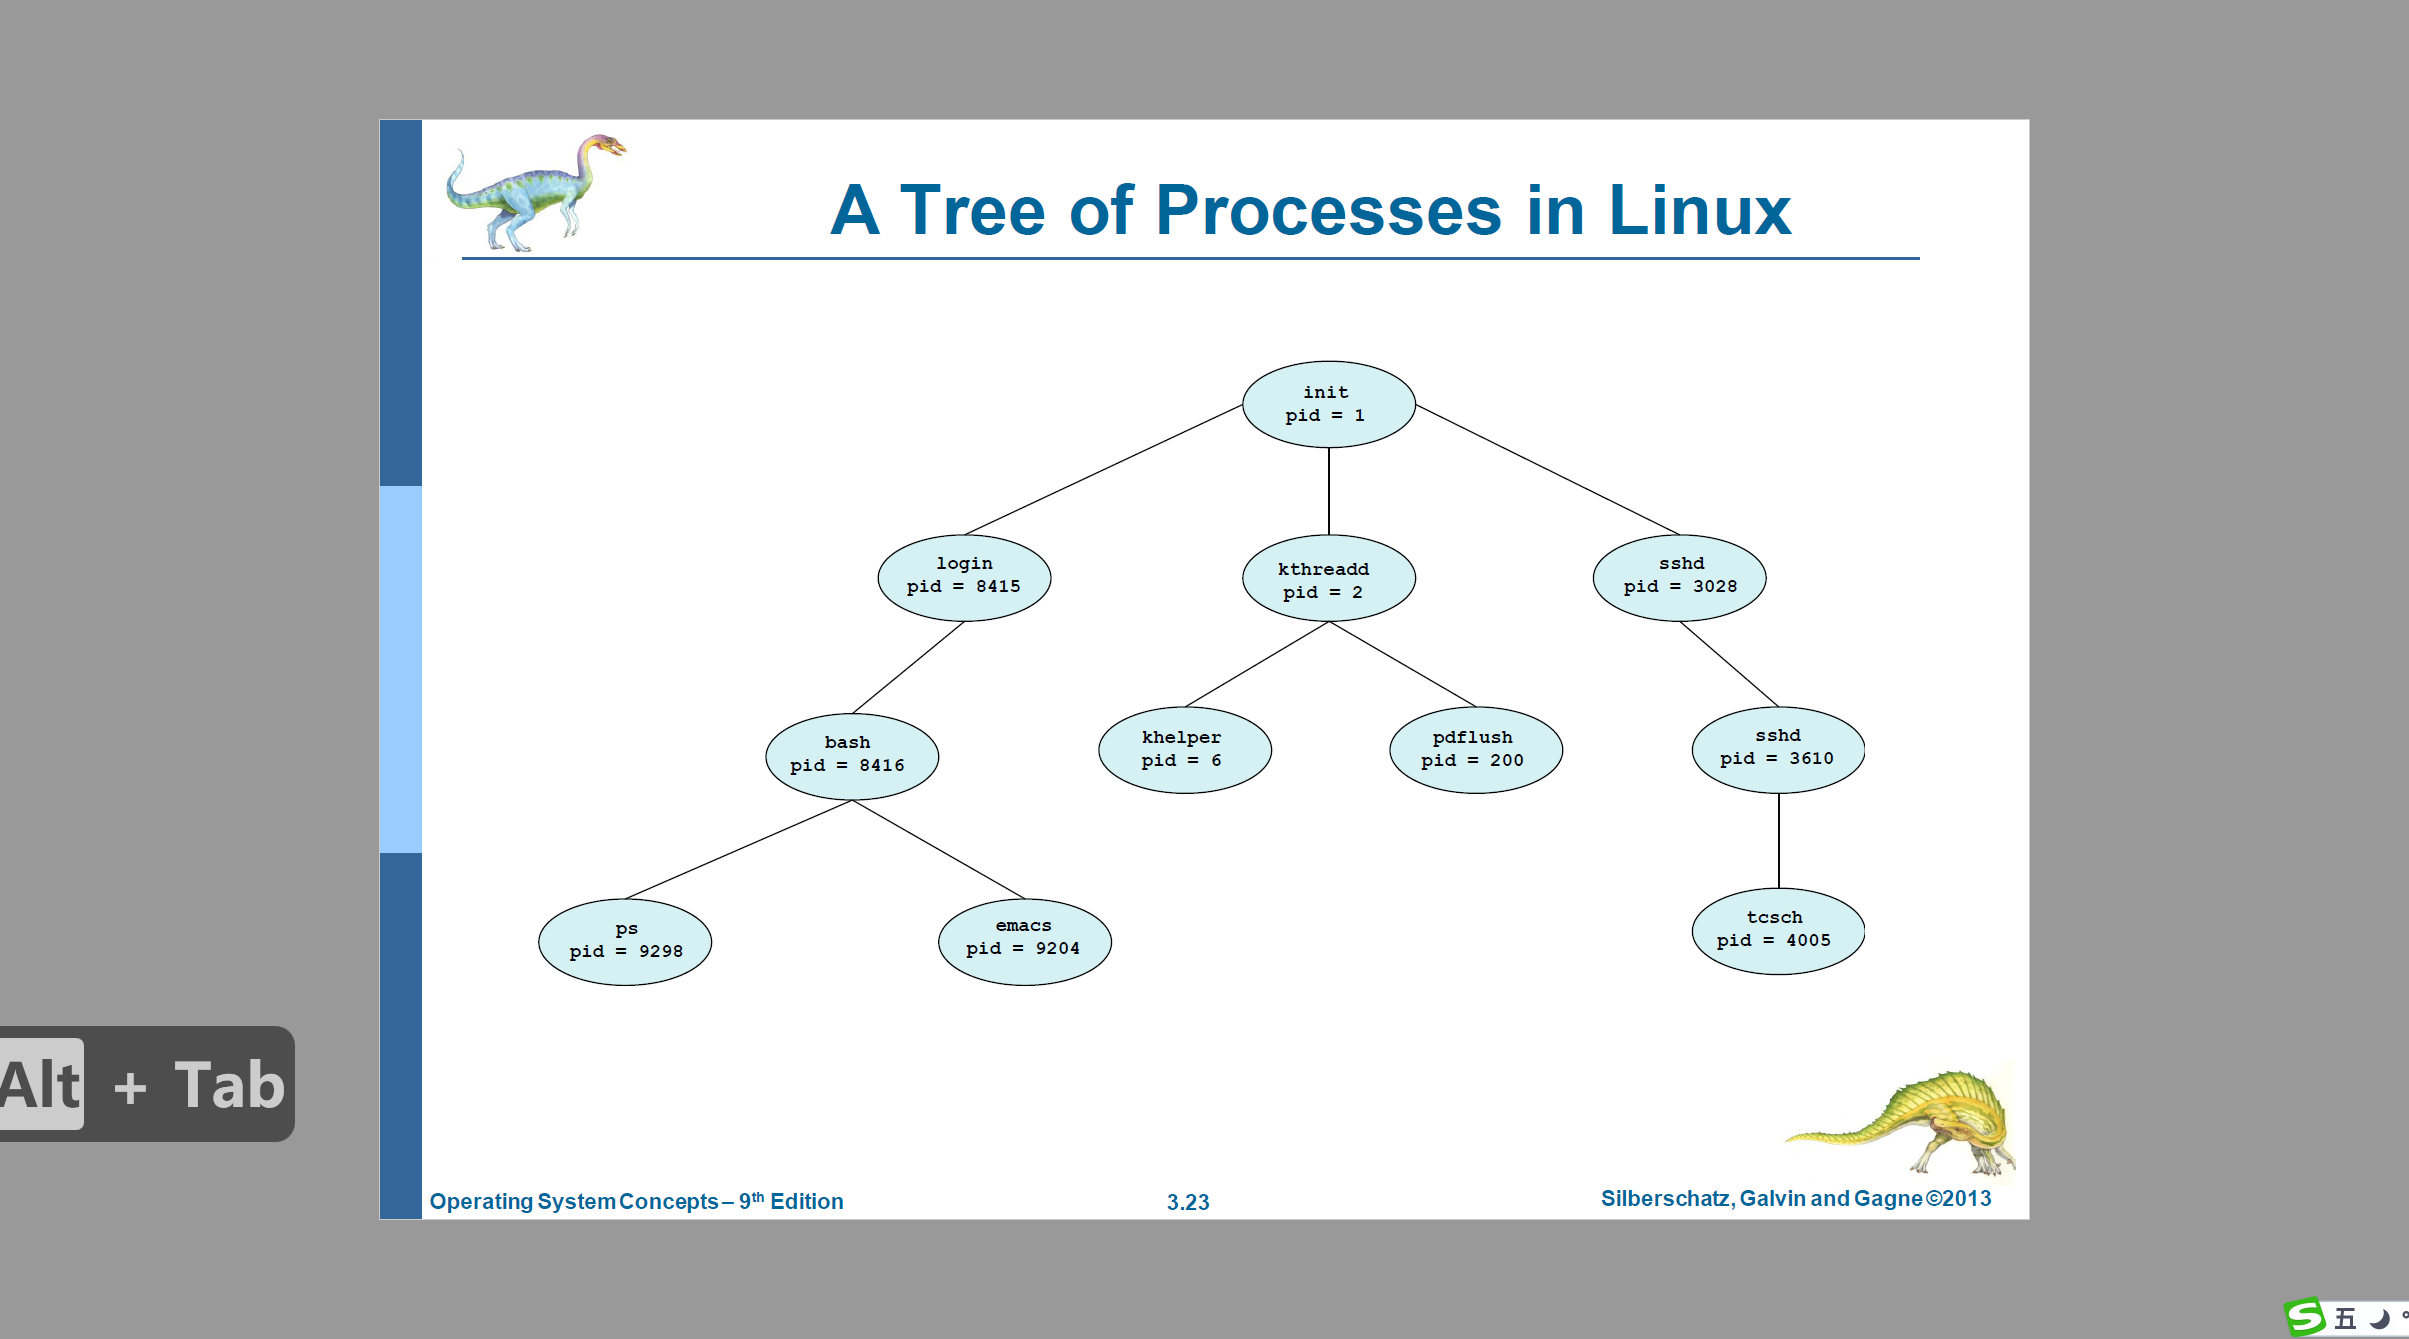 A Tree of Processes in Linux
init
pid = 1
login
pid = 8415
kthreadd
pid = 2
sshd
pid = 3028
bash
pid = 8416
khelper
pid = 6
pdflush
pid = 200
sshd
pid = 3610
ps
pid = 9298
emacs
pid = 9204
tcsch
pid = 4005
Alt + Tab
Operating System Concepts – 9th Edition
3.23
Silberschatz, Galvin and Gagne ©2013
S 五